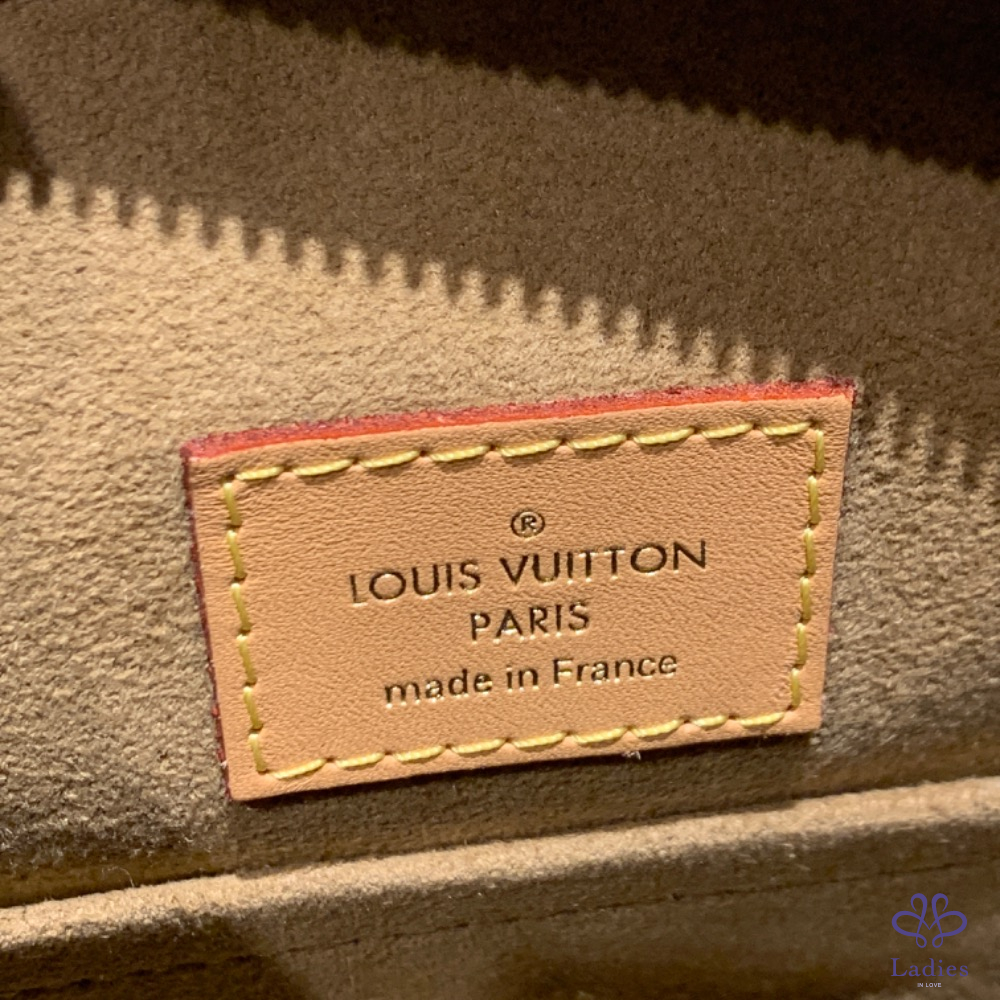 ®
LOUIS VUITTON
PARIS
made in France
Ladies
IN LOVE